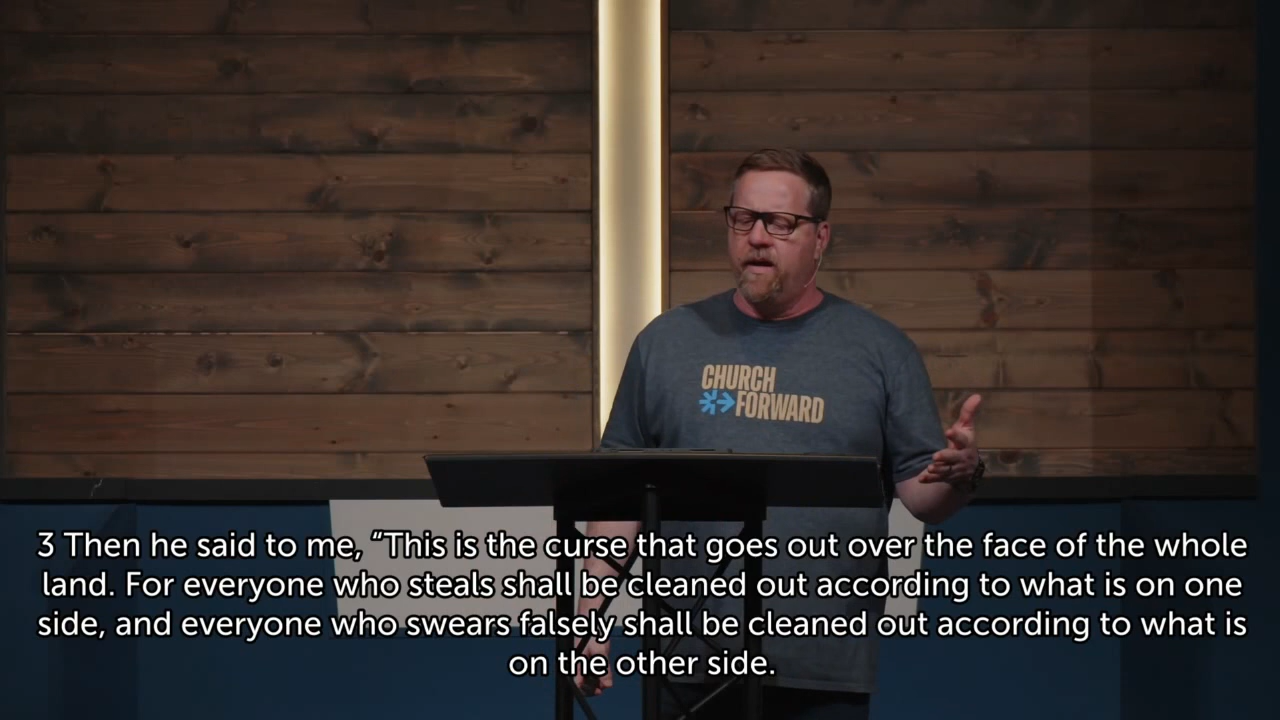 CHURCH
FORWARD
3 Then he said to me, “This is the curse that goes out over the face of the whole
land. For everyone who steals shall be cleaned out according to what is on one
side, and everyone who swears falsely shall be cleaned out according to what is
on the other side.